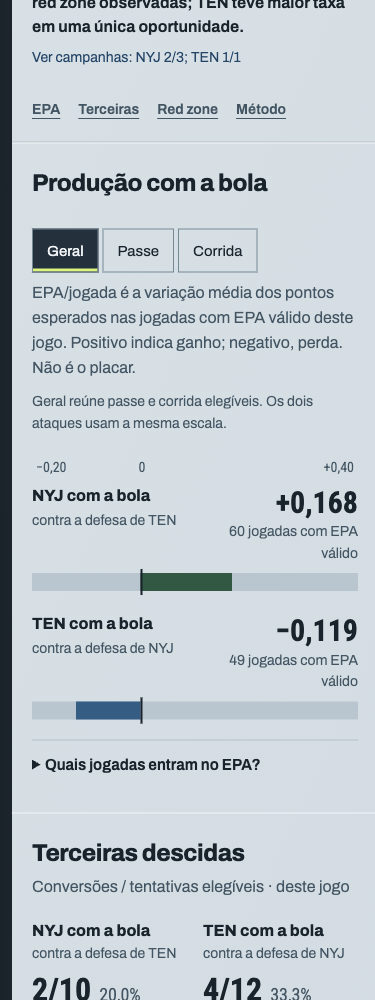 red zone observadas; TEN teve maior taxa
em uma única oportunidade.
Ver campanhas: NYJ 2/3; TEN 1/1
EPA Terceiras Red zone Método
Produção com a bola
Geral Passe Corrida
EPA/jogada é a variação média dos pontos
esperados nas jogadas com EPA válido deste
jogo. Positivo indica ganho; negativo, perda.
Não é o placar.
Geral reúne passe e corrida elegíveis. Os dois
ataques usam a mesma escala.
−0,20 0 +0,40
NYJ com a bola
contra a defesa de TEN
+0,168
60 jogadas com EPA
válido
TEN com a bola
contra a defesa de NYJ
−0,119
49 jogadas com EPA
válido
▶ Quais jogadas entram no EPA?
Terceiras descidas
Conversões / tentativas elegíveis · deste jogo
NYJ com a bola
contra a defesa de TEN
2/10 20,0%
TEN com a bola
contra a defesa de NYJ
4/12 33,3%